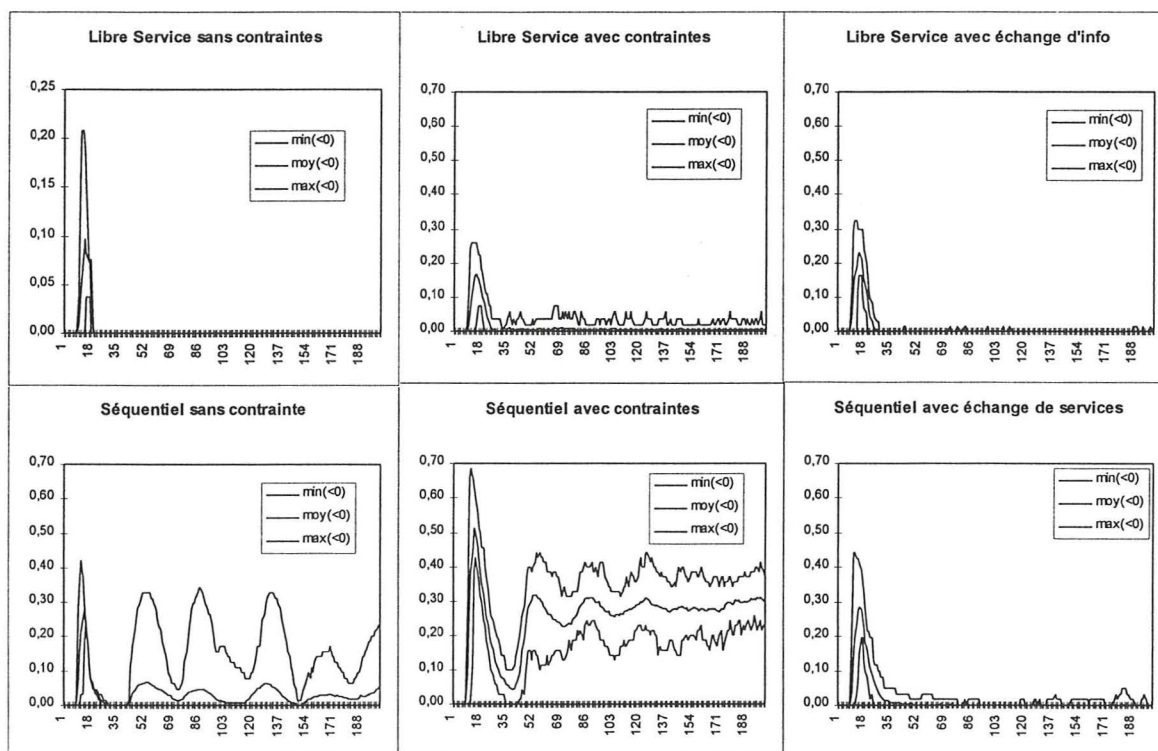 Libre Service sans contraintes
0,25
0,20
0,15
0,10
0,05
0,00
min(<0)
moy(<0)
max(<0)
1 18 35 52 69 86 103 120 137 154 171 188
Libre Service avec contraintes
0,70
0,60
0,50
0,40
0,30
0,20
0,10
0,00
min(<0)
moy(<0)
max(<0)
1 18 35 52 69 86 103 120 137 154 171 188
Libre Service avec échange d'info
0,70
0,60
0,50
0,40
0,30
0,20
0,10
0,00
min(<0)
moy(<0)
max(<0)
1 18 35 52 69 86 103 120 137 154 171 188
Séquentiel sans contrainte
0,70
0,60
0,50
0,40
0,30
0,20
0,10
0,00
min(<0)
moy(<0)
max(<0)
1 18 35 52 69 86 103 120 137 154 171 188
Séquentiel avec contraintes
0,70
0,60
0,50
0,40
0,30
0,20
0,10
0,00
min(<0)
moy(<0)
max(<0)
1 18 35 52 69 86 103 120 137 154 171 188
Séquentiel avec échange de services
0,70
0,60
0,50
0,40
0,30
0,20
0,10
0,00
min(<0)
moy(<0)
max(<0)
1 18 35 52 69 86 103 120 137 154 171 188